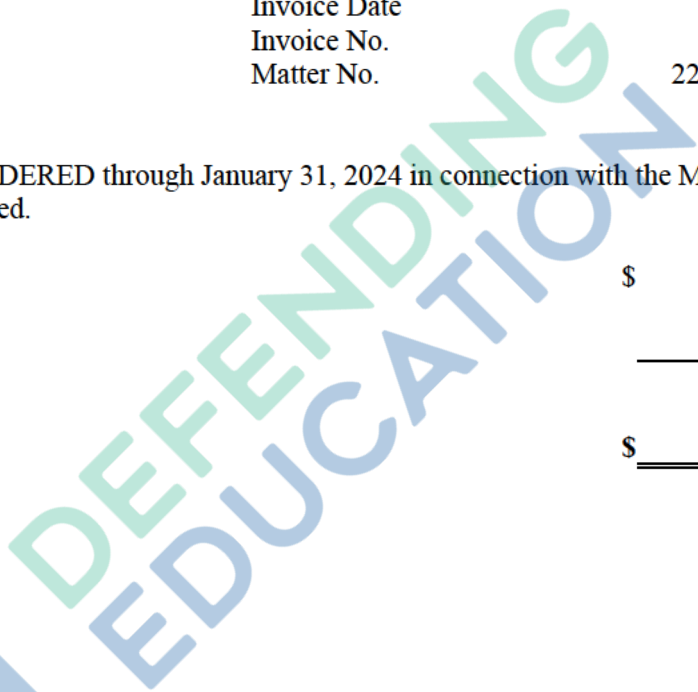 Invoice Date
Invoice No.
Matter No. 22
DERED through January 31, 2024 in connection with the M
ed.
$
$
DEFENDING
EDUCATION